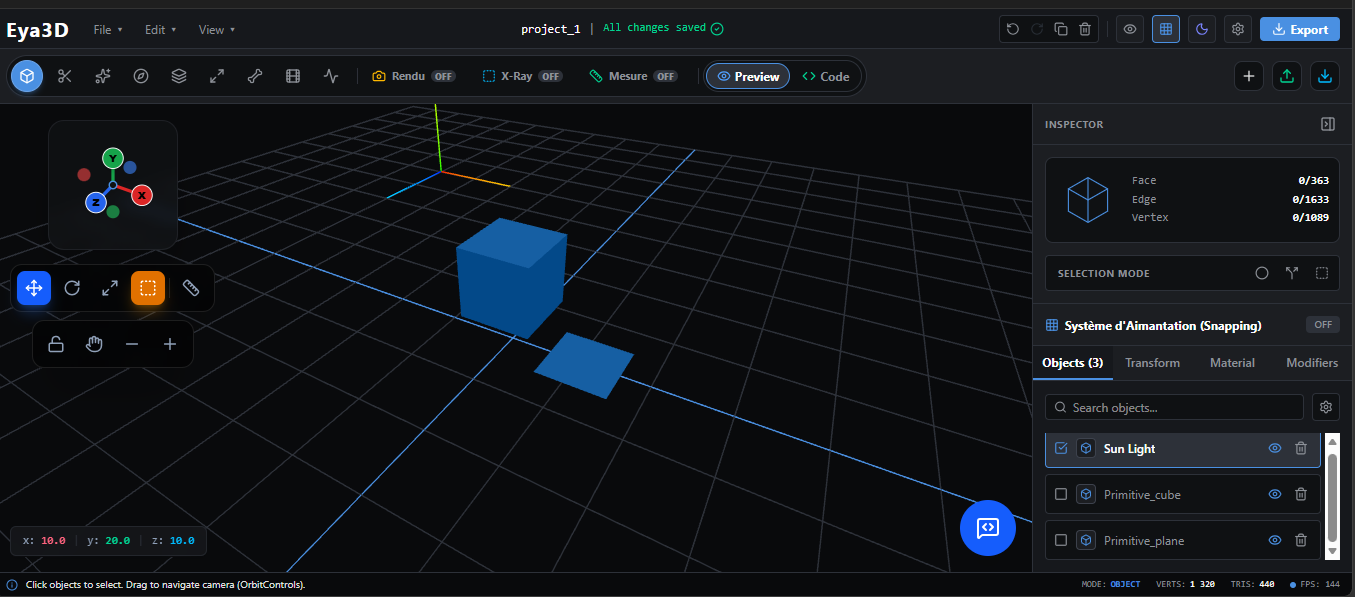 Eya3D File Edit View project_1 | All changes saved Export
Rendu OFF X-Ray OFF Mesure OFF Preview Code
INSPECTOR
Y
X
Z
Face 0/363
Edge 0/1633
Vertex 0/1089
SELECTION MODE
Système d'Aimantation (Snapping) OFF
Objects (3) Transform Material Modifiers
Search objects...
Sun Light
Primitive_cube
Primitive_plane
x: 10.0 y: 20.0 z: 10.0
Click objects to select. Drag to navigate camera (OrbitControls). MODE: OBJECT VERTS: 1 320 TRIS: 440 FPS: 144